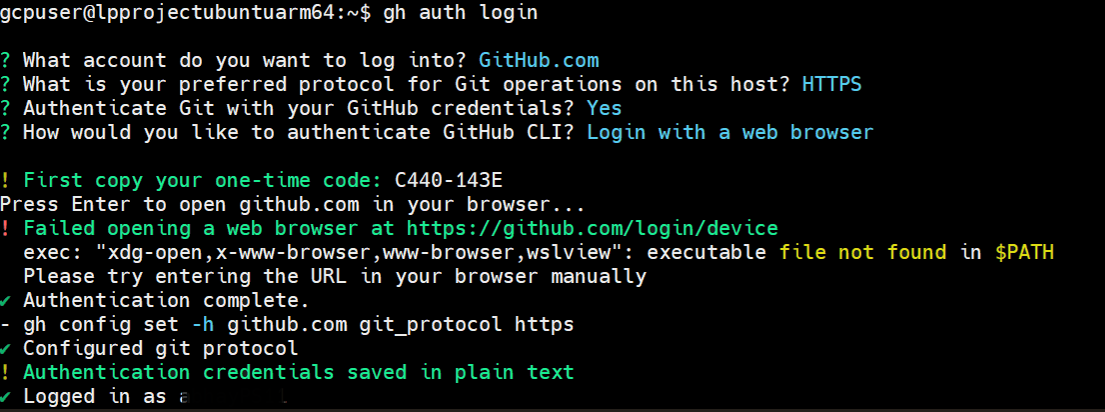 gcpuser@lpprojectubuntuarm64:~$ gh auth login
? What account do you want to log into? GitHub.com
? What is your preferred protocol for Git operations on this host? HTTPS
? Authenticate Git with your GitHub credentials? Yes
? How would you like to authenticate GitHub CLI? Login with a web browser
! First copy your one-time code: C440-143E
Press Enter to open github.com in your browser...
! Failed opening a web browser at https://github.com/login/device
  exec: "xdg-open,x-www-browser,www-browser,wslview": executable file not found in $PATH
  Please try entering the URL in your browser manually
✔ Authentication complete.
- gh config set -h github.com git_protocol https
✔ Configured git protocol
! Authentication credentials saved in plain text
✔ Logged in as